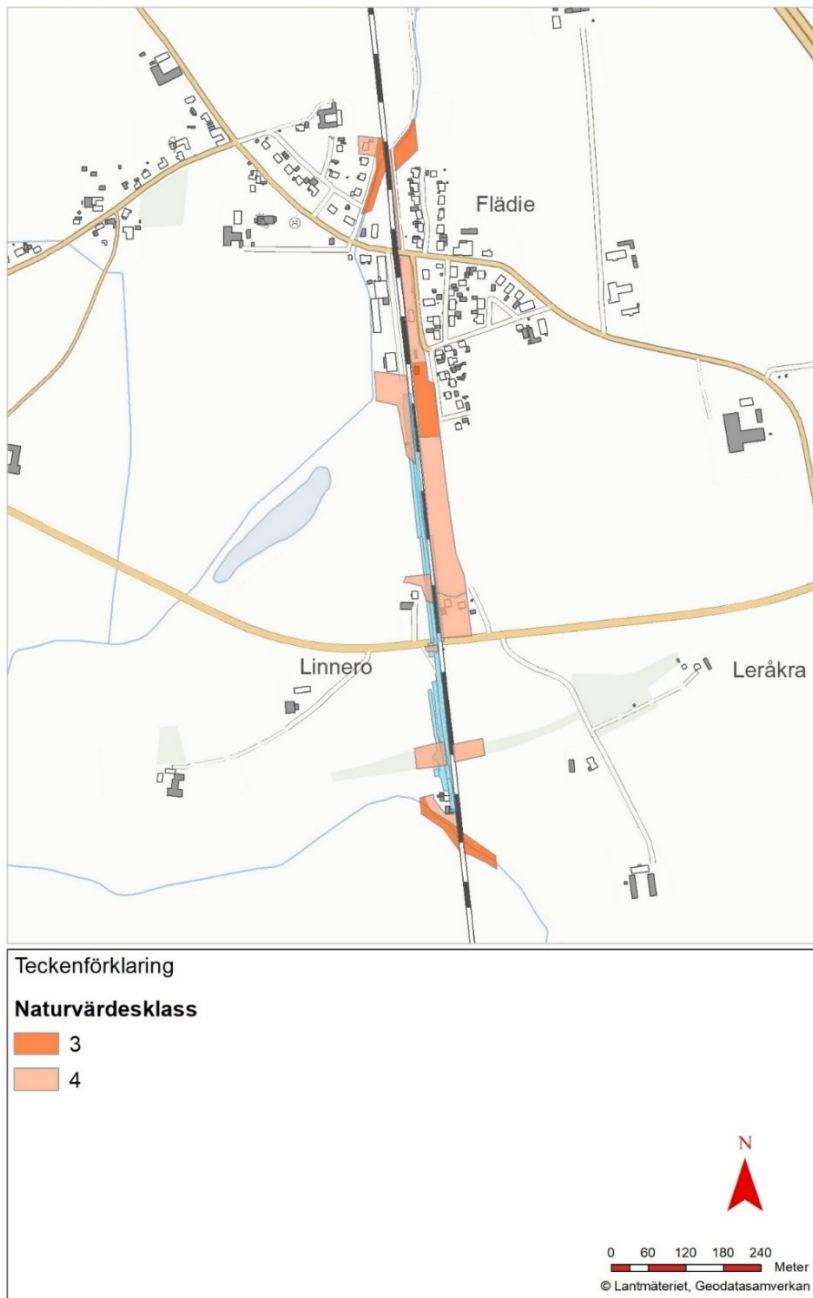 Flädie
Linnero
Leråkra
Teckenförklaring
Naturvärdesklass
3
4
N
0 60 120 180 240
Meter
© Lantmäteriet, Geodatasamverkan